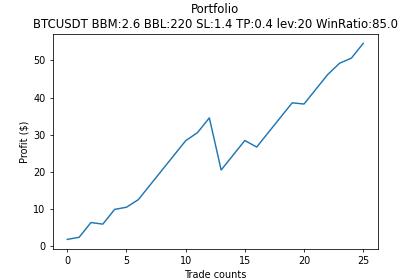 Portfolio
BTCUSDT BBM:2.6 BBL:220 SL:1.4 TP:0.4 lev:20 WinRatio:85.0
Profit ($)
50
40
30
20
10
0
0 5 10 15 20 25
Trade counts